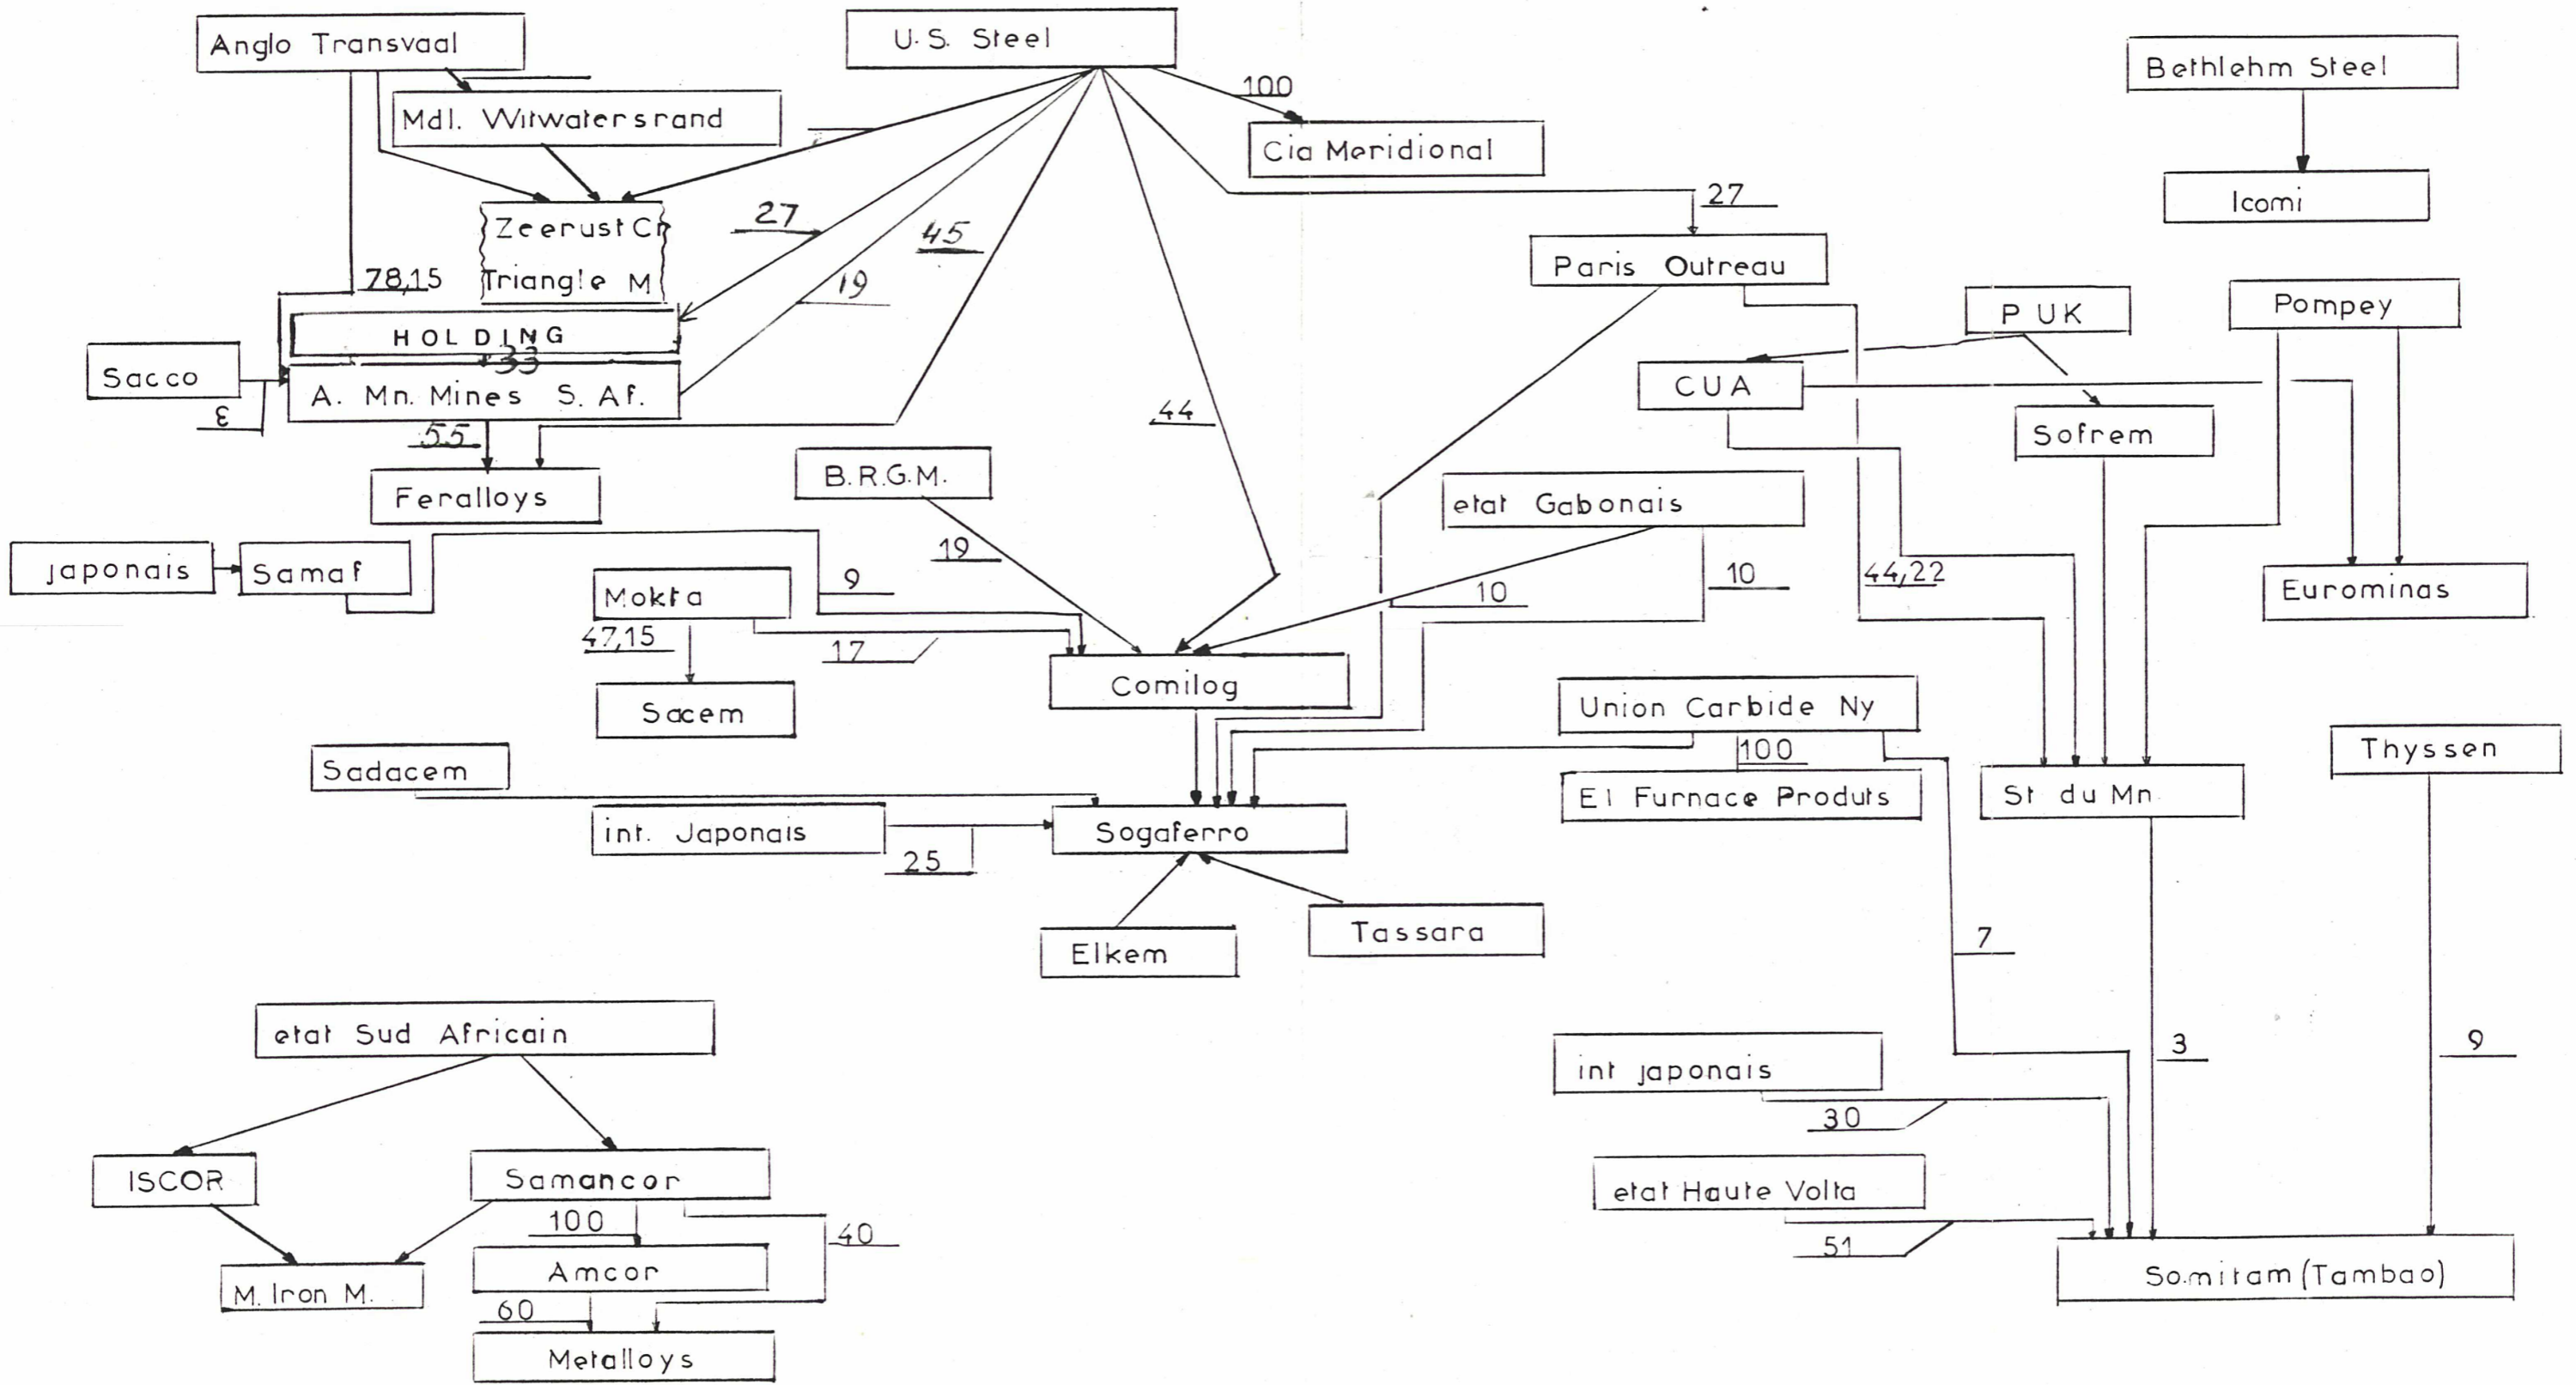 Anglo Transvaal
U.S. Steel
Bethlehm Steel
Mdl. Witwatersrand
100
Cia Meridional
Icomi
Zeerust Cr
Triangle M
27
45
27
19
78,15
Paris Outreau
P UK
Pompey
HOLDING
33
Sacco
A. Mn. Mines S. Af.
ε
55
CUA
Sofrem
44
B.R.G.M.
Feralloys
etat Gabonais
japonais
Samaf
19
9
Mokta
10
10
44,22
Eurominas
47,15
17
Comilog
Sacem
Union Carbide Ny
100
Thyssen
Sadacem
El Furnace Produts
St du Mn
int. Japonais
25
Sogaferro
Elkem
Tassara
7
etat Sud Africain
int japonais
30
3
9
ISCOR
Samancor
etat Haute Volta
51
100
40
M. Iron M.
Amcor
60
Metalloys
Somitam (Tambao)